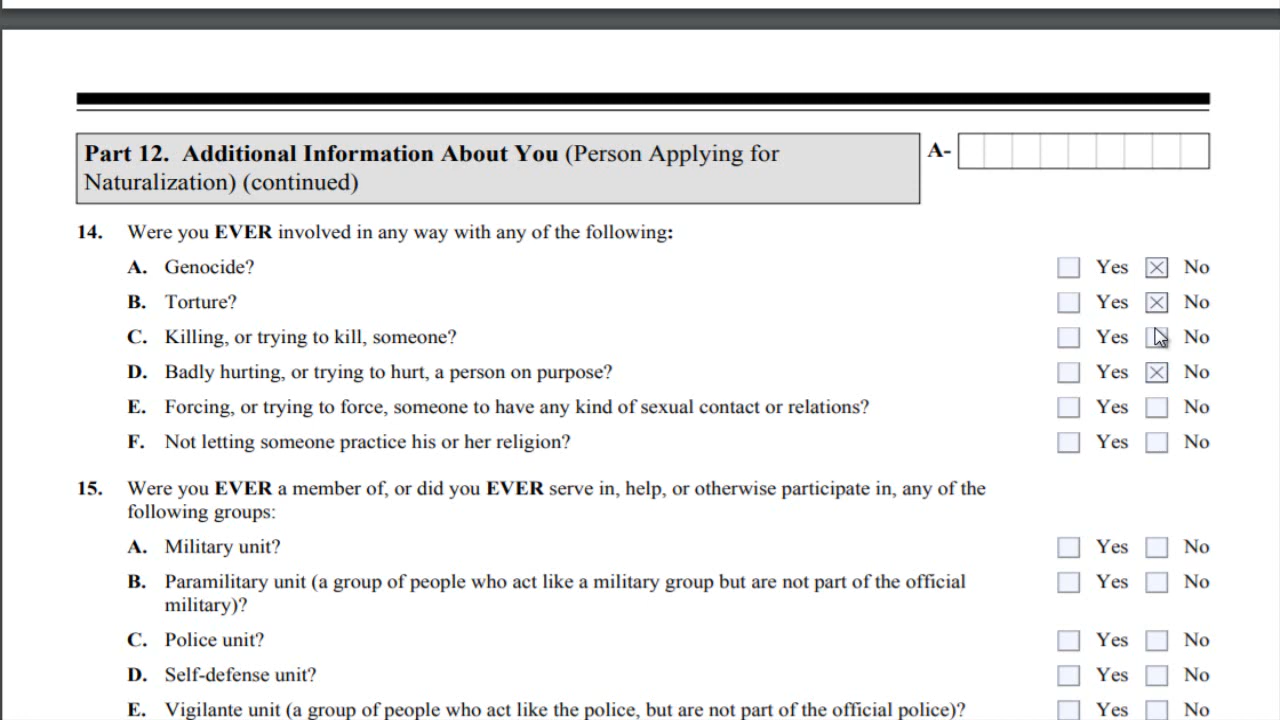 Part 12. Additional Information About You (Person Applying for
Naturalization) (continued)
A-
14. Were you EVER involved in any way with any of the following:
A. Genocide? Yes No
B. Torture? Yes No
C. Killing, or trying to kill, someone? Yes No
D. Badly hurting, or trying to hurt, a person on purpose? Yes No
E. Forcing, or trying to force, someone to have any kind of sexual contact or relations? Yes No
F. Not letting someone practice his or her religion? Yes No
15. Were you EVER a member of, or did you EVER serve in, help, or otherwise participate in, any of the
following groups:
A. Military unit? Yes No
B. Paramilitary unit (a group of people who act like a military group but are not part of the official Yes No
military)?
C. Police unit? Yes No
D. Self-defense unit? Yes No
E. Vigilante unit (a group of people who act like the police, but are not part of the official police)? Yes No